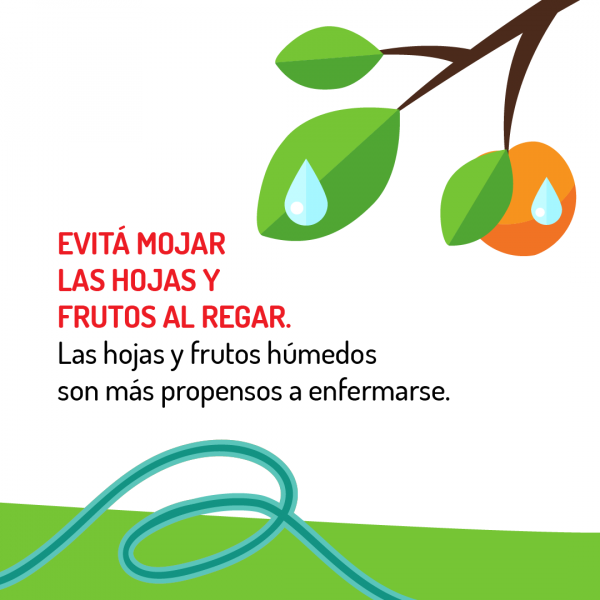 EVITÁ MOJAR
LAS HOJAS Y
FRUTOS AL REGAR.
Las hojas y frutos húmedos
son más propensos a enfermarse.